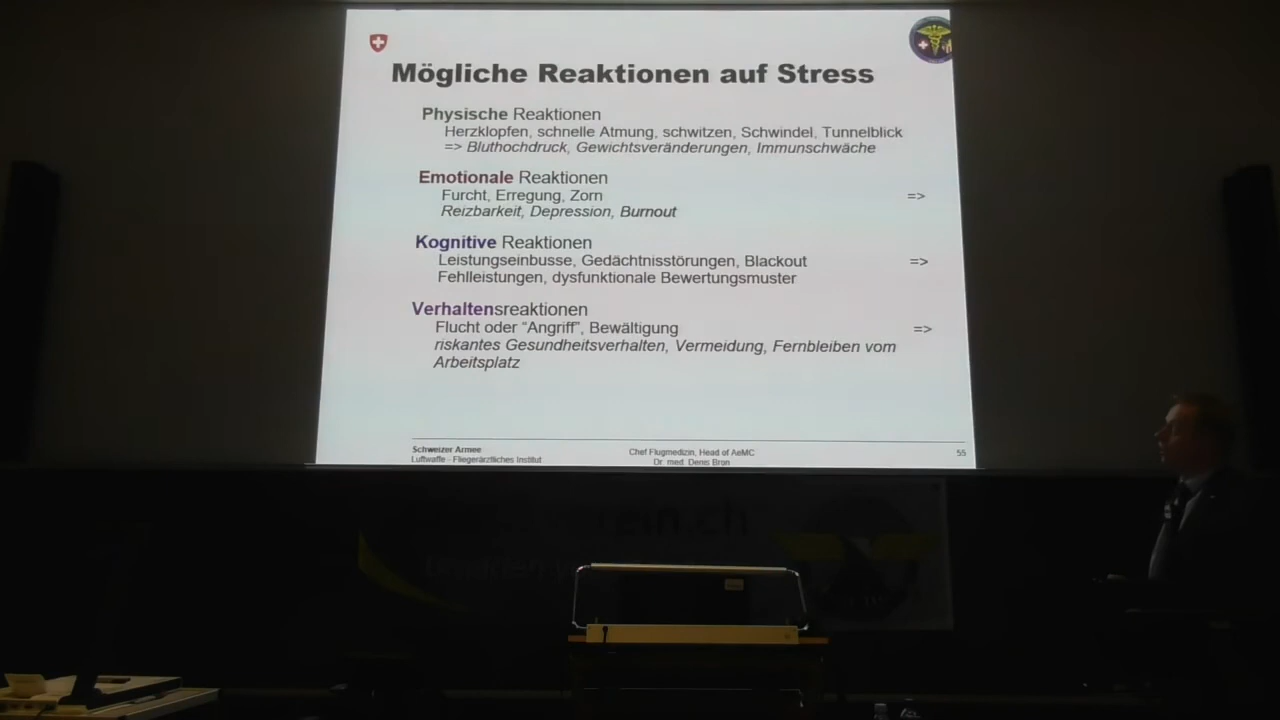 Mögliche Reaktionen auf Stress
Physische Reaktionen
Herzklopfen, schnelle Atmung, schwitzen, Schwindel, Tunnelblick
=> Bluthochdruck, Gewichtsveränderungen, Immunschwäche
Emotionale Reaktionen
Furcht, Erregung, Zorn =>
Reizbarkeit, Depression, Burnout
Kognitive Reaktionen
Leistungseinbusse, Gedächtnisstörungen, Blackout =>
Fehlleistungen, dysfunktionale Bewertungsmuster
Verhaltensreaktionen
Flucht oder “Angriff”, Bewältigung =>
riskantes Gesundheitsverhalten, Vermeidung, Fernbleiben vom
Arbeitsplatz
Schweizer Armee
Luftwaffe - Fliegerärztliches Institut
Chef Flugmedizin, Head of AeMC
Dr. med. Denis Bron
55